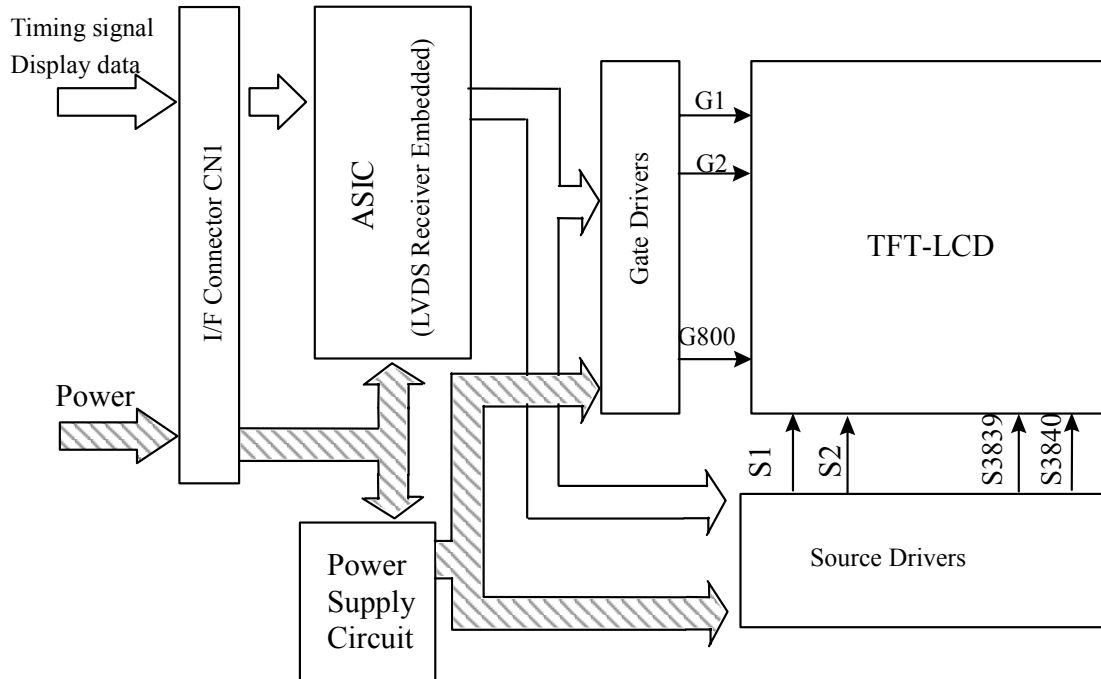 Timing signal
Display data
Power
I/F Connector CN1
ASIC
(LVDS Receiver Embedded)
Power
Supply
Circuit
Gate Drivers
G1
G2
G800
TFT-LCD
S1
S2
S3839
S3840
Source Drivers